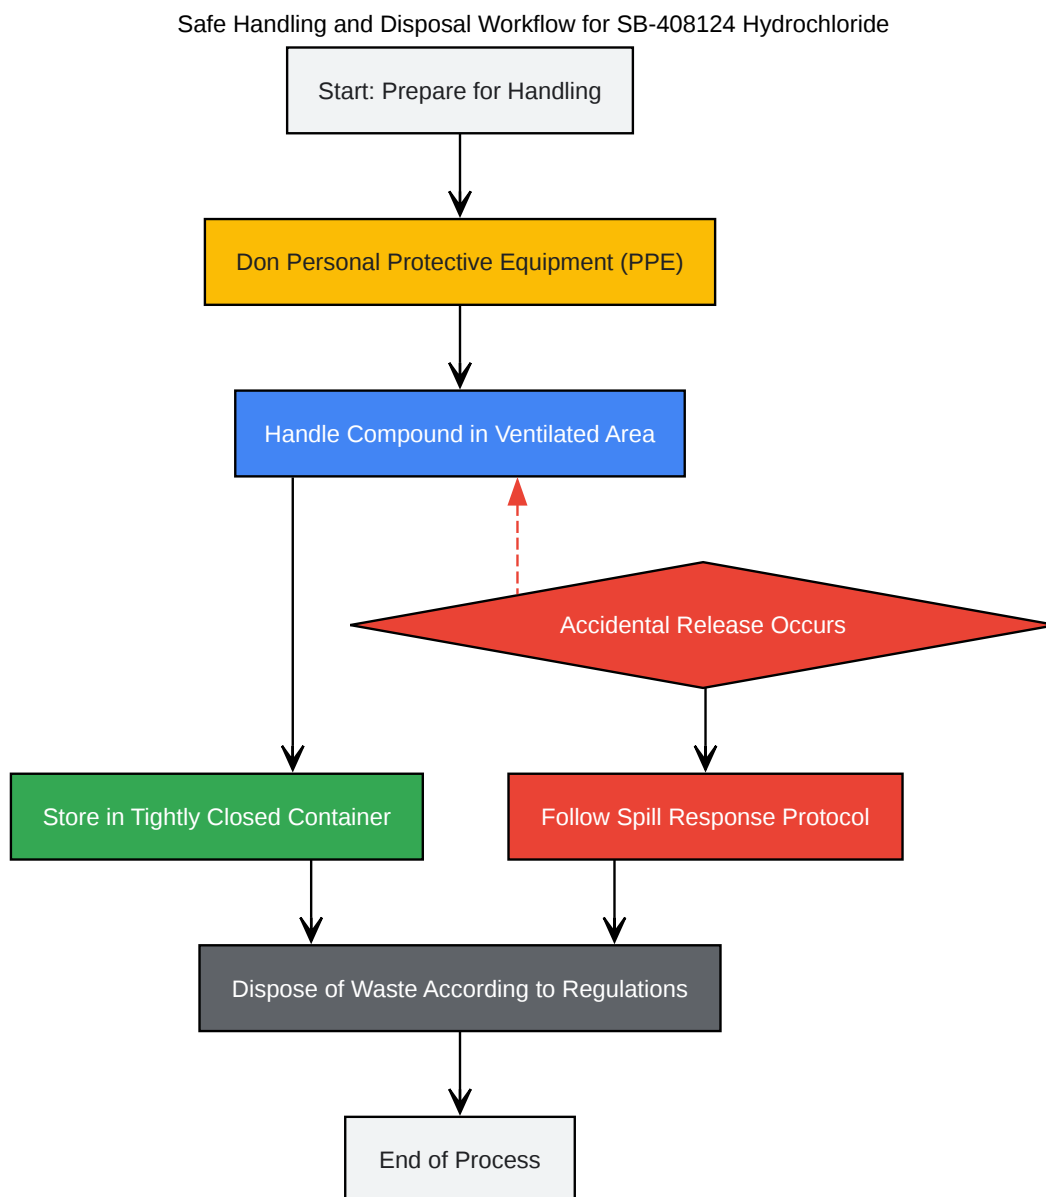 Safe Handling and Disposal Workflow for SB-408124 Hydrochloride
Start: Prepare for Handling
Don Personal Protective Equipment (PPE)
Handle Compound in Ventilated Area
Accidental Release Occurs
Store in Tightly Closed Container
Follow Spill Response Protocol
Dispose of Waste According to Regulations
End of Process